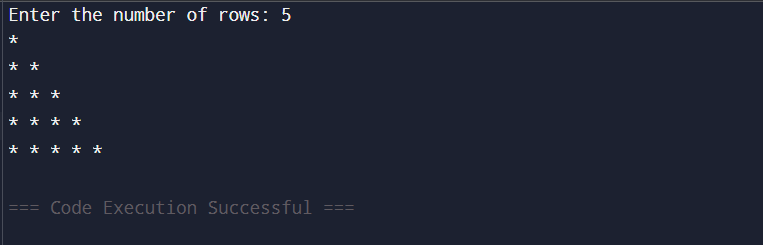 Enter the number of rows: 5
*
* *
* * *
* * * *
* * * * *
=== Code Execution Successful ===